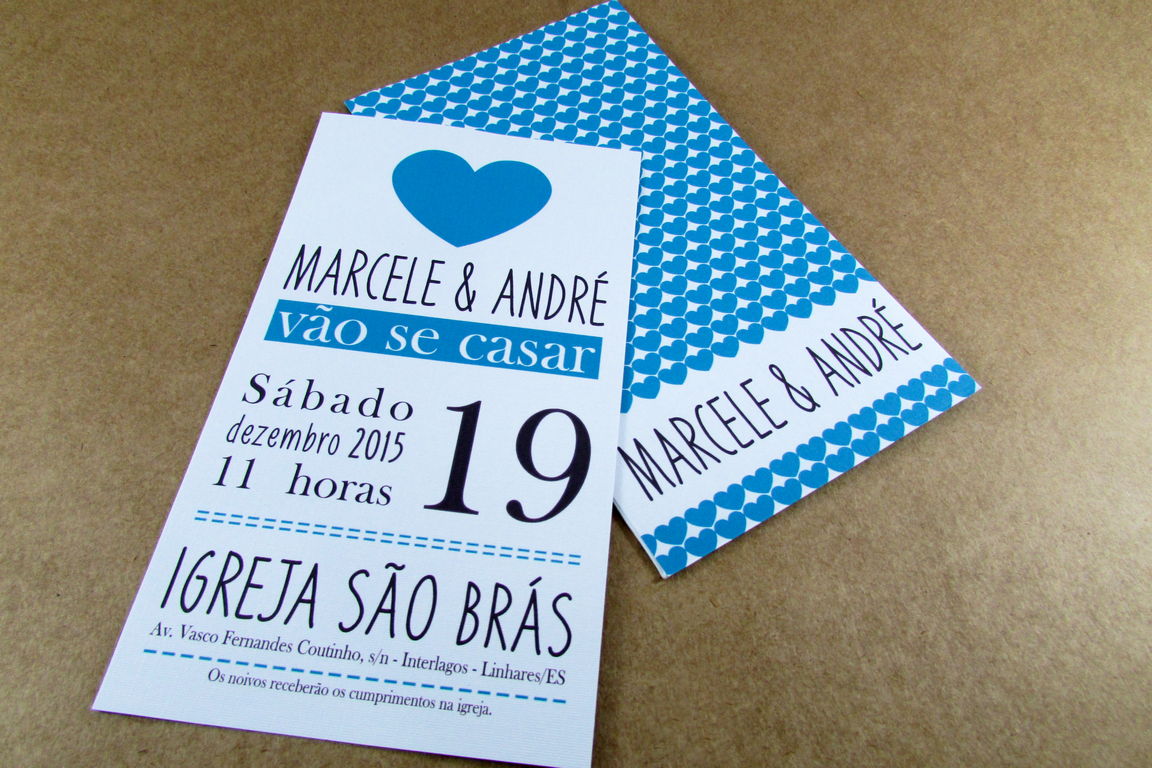 MARCELE & ANDRÉ
vão se casar
Sábado
dezembro 2015
11 horas
19
IGREJA SÃO BRÁS
Av. Vasco Fernandes Coutinho, s/n - Interlagos - Linhares/ES
Os noivos receberão os cumprimentos na igreja.
MARCELE & ANDRÉ